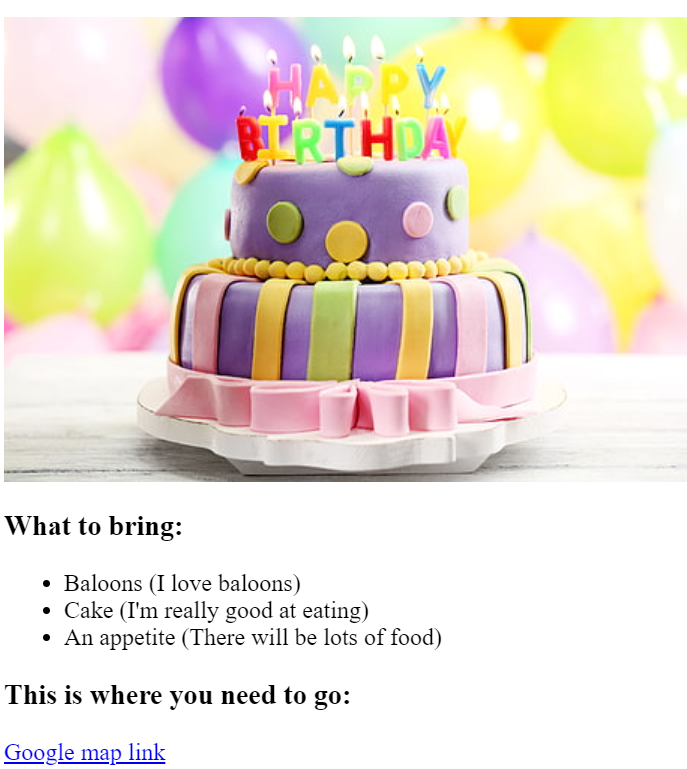 HAPPY
BIRTHDAY
What to bring:
Baloons (I love baloons)
Cake (I'm really good at eating)
An appetite (There will be lots of food)
This is where you need to go:
Google map link